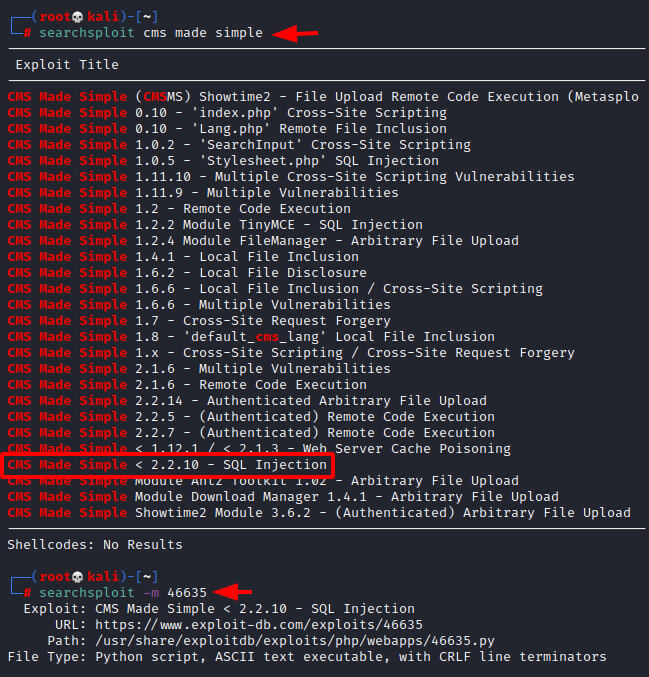 (root💀kali)-[~]
# searchsploit cms made simple
Exploit Title
CMS Made Simple (CMSMS) Showtime2 - File Upload Remote Code Execution (Metasplo
CMS Made Simple 0.10 - 'index.php' Cross-Site Scripting
CMS Made Simple 0.10 - 'Lang.php' Remote File Inclusion
CMS Made Simple 1.0.2 - 'SearchInput' Cross-Site Scripting
CMS Made Simple 1.0.5 - 'Stylesheet.php' SQL Injection
CMS Made Simple 1.11.10 - Multiple Cross-Site Scripting Vulnerabilities
CMS Made Simple 1.11.9 - Multiple Vulnerabilities
CMS Made Simple 1.2 - Remote Code Execution
CMS Made Simple 1.2.2 Module TinyMCE - SQL Injection
CMS Made Simple 1.2.4 Module FileManager - Arbitrary File Upload
CMS Made Simple 1.4.1 - Local File Inclusion
CMS Made Simple 1.6.2 - Local File Disclosure
CMS Made Simple 1.6.6 - Local File Inclusion / Cross-Site Scripting
CMS Made Simple 1.6.6 - Multiple Vulnerabilities
CMS Made Simple 1.7 - Cross-Site Request Forgery
CMS Made Simple 1.8 - 'default_cms_lang' Local File Inclusion
CMS Made Simple 1.x - Cross-Site Scripting / Cross-Site Request Forgery
CMS Made Simple 2.1.6 - Multiple Vulnerabilities
CMS Made Simple 2.1.6 - Remote Code Execution
CMS Made Simple 2.2.14 - Authenticated Arbitrary File Upload
CMS Made Simple 2.2.5 - (Authenticated) Remote Code Execution
CMS Made Simple 2.2.7 - (Authenticated) Remote Code Execution
CMS Made Simple < 1.12.1 / < 2.1.3 - Web Server Cache Poisoning
CMS Made Simple < 2.2.10 - SQL Injection
CMS Made Simple Module Antz Toolkit 1.02 - Arbitrary File Upload
CMS Made Simple Module Download Manager 1.4.1 - Arbitrary File Upload
CMS Made Simple Showtime2 Module 3.6.2 - (Authenticated) Arbitrary File Upload
Shellcodes: No Results
(root💀kali)-[~]
# searchsploit -m 46635
Exploit: CMS Made Simple < 2.2.10 - SQL Injection
URL: https://www.exploit-db.com/exploits/46635
Path: /usr/share/exploitdb/exploits/php/webapps/46635.py
File Type: Python script, ASCII text executable, with CRLF line terminators